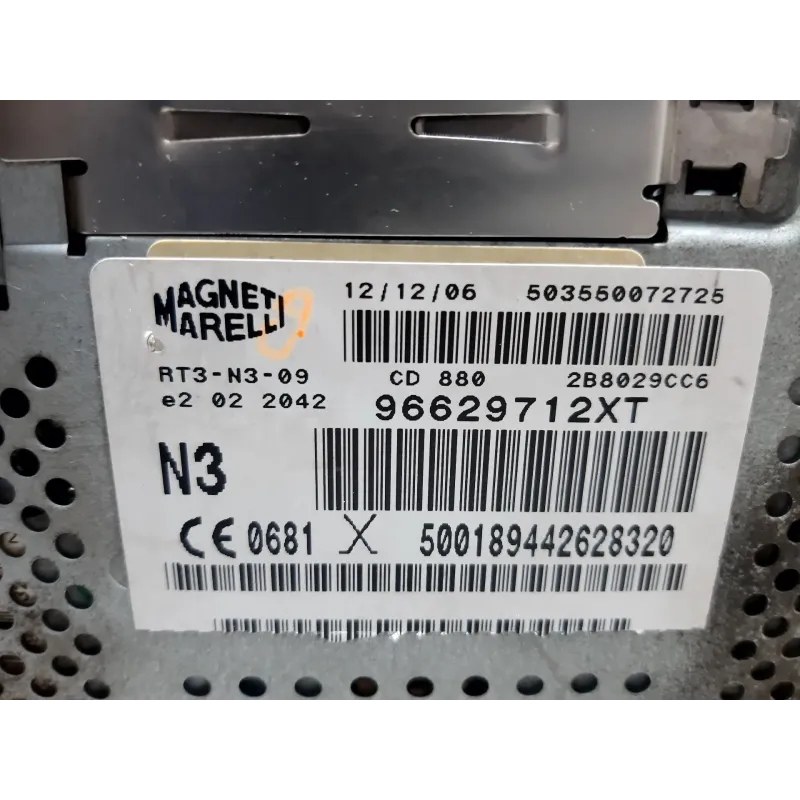 MAGNETI
MARELLI
12/12/06 503550072725
RT3-N3-09 CD 880 2B8029CC6
e2 02 2042 96629712XT
N3
CE 0681 X 500189442628320